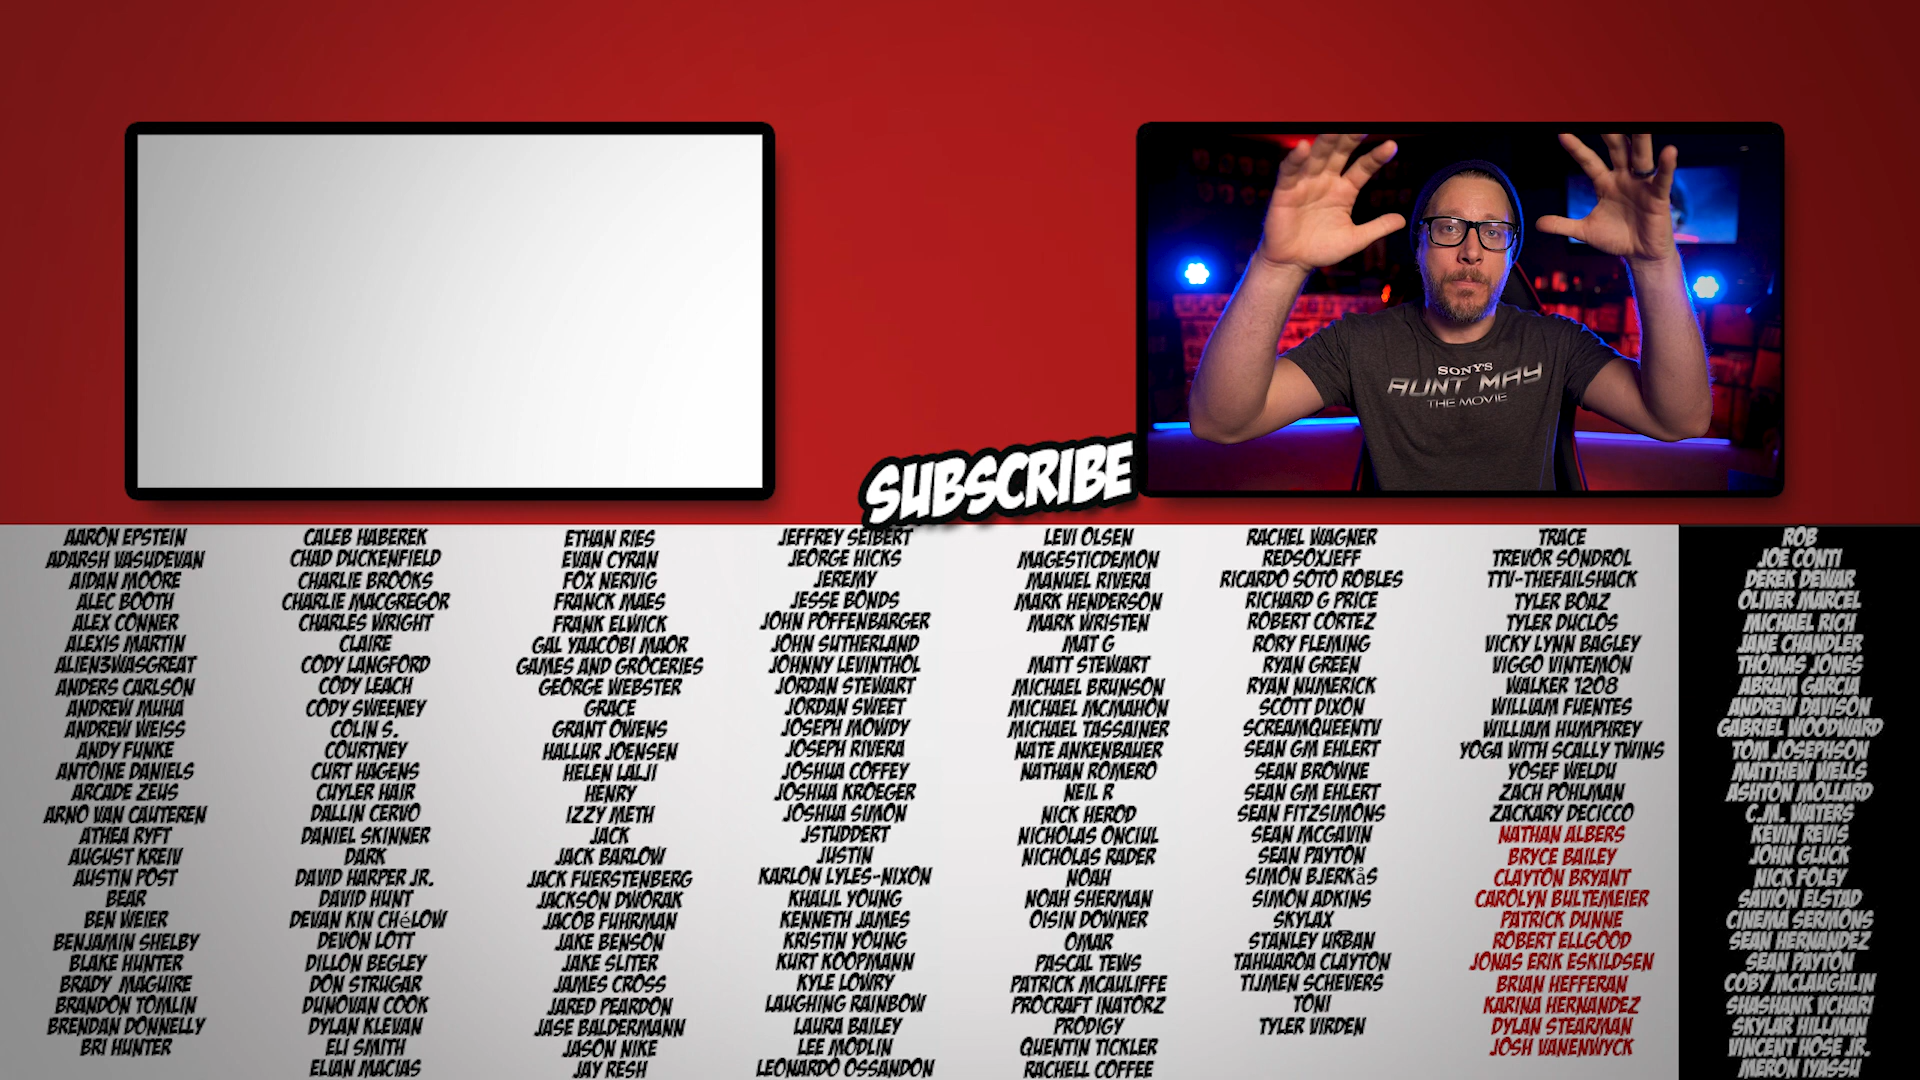 SONY'S
AUNT MAY
THE MOVIE
SUBSCRIBE
AARON EPSTEIN
ADARSH VASUDEVAN
AIDAN MOORE
ALEC BOOTH
ALEX CONNER
ALEXIS MARTIN
ALIEN3WASGREAT
ANDERS CARLSON
ANDREW MUHA
ANDREW WEISS
ANDY FUNKE
ANTOINE DANIELS
ARCADE ZEUS
ARNO VAN CAUTEREN
ATHEA RYFT
AUGUST KREIV
AUSTIN POST
BEAR
BEN WEIER
BENJAMIN SHELBY
BLAKE HUNTER
BRADY MAGUIRE
BRANDON TOMLIN
BRENDAN DONNELLY
BRI HUNTER
CALEB HABEREK
CHAD DUCKENFIELD
CHARLIE BROOKS
CHARLIE MACGREGOR
CHARLES WRIGHT
CLAIRE
CODY LANGFORD
CODY LEACH
CODY SWEENEY
COLIN S.
COURTNEY
CURT HAGENS
CUYLER HAIR
DALLIN CERVO
DANIEL SKINNER
DARK
DAVID HARPER JR.
DAVID HUNT
DEVAN KIN CHéLOW
DEVON LOTT
DILLON BEGLEY
DON STRUGAR
DUNOVAN COOK
DYLAN KLEVAN
ELI SMITH
ELIAN MACIAS
ETHAN RIES
EVAN CYRAN
FOX NERVIG
FRANCK MAES
FRANK ELWICK
GAL YAACOBI MAOR
GAMES AND GROCERIES
GEORGE WEBSTER
GRACE
GRANT OWENS
HALLUR JOENSEN
HELEN LALJI
HENRY
IZZY METH
JACK
JACK BARLOW
JACK FUERSTENBERG
JACKSON DWORAK
JACOB FUHRMAN
JAKE BENSON
JAKE SLITER
JAMES CROSS
JARED PEARDON
JASE BALDERMANN
JASON NIKE
JAY RESH
JEFFREY SEIBERT
JEORGE HICKS
JEREMY
JESSE BONDS
JOHN POFFENBARGER
JOHN SUTHERLAND
JOHNNY LEVINTHOL
JORDAN STEWART
JORDAN SWEET
JOSEPH MOWDY
JOSEPH RIVERA
JOSHUA COFFEY
JOSHUA KROEGER
JOSHUA SIMON
JSTUDDERT
JUSTIN
KARLON LYLES-NIXON
KHALIL YOUNG
KENNETH JAMES
KRISTIN YOUNG
KURT KOOPMANN
KYLE LOWRY
LAUGHING RAINBOW
LAURA BAILEY
LEE MODLIN
LEONARDO OSSANDON
LEVI OLSEN
MAGESTICDEMON
MANUEL RIVERA
MARK HENDERSON
MARK WRISTEN
MAT G
MATT STEWART
MICHAEL BRUNSON
MICHAEL MCMAHON
MICHAEL TASSAINER
NATE ANKENBAUER
NATHAN ROMERO
NEIL R
NICK HEROD
NICHOLAS ONCIUL
NICHOLAS RADER
NOAH
NOAH SHERMAN
OISIN DOWNER
OMAR
PASCAL TEWS
PATRICK MCAULIFFE
PROCRAFT INATORZ
PRODIGY
QUENTIN TICKLER
RACHELL COFFEE
RACHEL WAGNER
REDSOXJEFF
RICARDO SOTO ROBLES
RICHARD G PRICE
ROBERT CORTEZ
RORY FLEMING
RYAN GREEN
RYAN NUMERICK
SCOTT DIXON
SCREAMQUEENTV
SEAN GM EHLERT
SEAN BROWNE
SEAN GM EHLERT
SEAN FITZSIMONS
SEAN MCGAVIN
SEAN PAYTON
SIMON BJERKåS
SIMON ADKINS
SKYLAX
STANLEY URBAN
TAHUAROA CLAYTON
TIJMEN SCHEVERS
TONI
TYLER VIRDEN
TRACE
TREVOR SONDROL
TTV-THEFAILSHACK
TYLER BOAZ
TYLER DUCLOS
VICKY LYNN BAGLEY
VIGGO VINTEMON
WALKER 1208
WILLIAM FUENTES
WILLIAM HUMPHREY
YOGA WITH SCALLY TWINS
YOSEF WELDU
ZACH POHLMAN
ZACKARY DECICCO
NATHAN ALBERS
BRYCE BAILEY
CLAYTON BRYANT
CAROLYN BULTEMEIER
PATRICK DUNNE
ROBERT ELLGOOD
JONAS ERIK ESKILDSEN
BRIAN HEFFERAN
KARINA HERNANDEZ
DYLAN STEARMAN
JOSH VANENWYCK
ROB
JOE CONTI
DEREK DEWAR
OLIVER MARCEL
MICHAEL RICH
JANE CHANDLER
THOMAS JONES
ABRAM GARCIA
ANDREW DAVISON
GABRIEL WOODWARD
TOM JOSEPHSON
MATTHEW WELLS
ASHTON MOLLARD
C.M. WATERS
KEVIN REVIS
JOHN GLUCK
NICK FOLEY
SAVION ELSTAD
CINEMA SERMONS
SEAN HERNANDEZ
SEAN PAYTON
COBY MCLAUGHLIN
SHASHANK VCHARI
SKYLAR HILLMAN
VINCENT HOSE JR.
MERON IYASSU